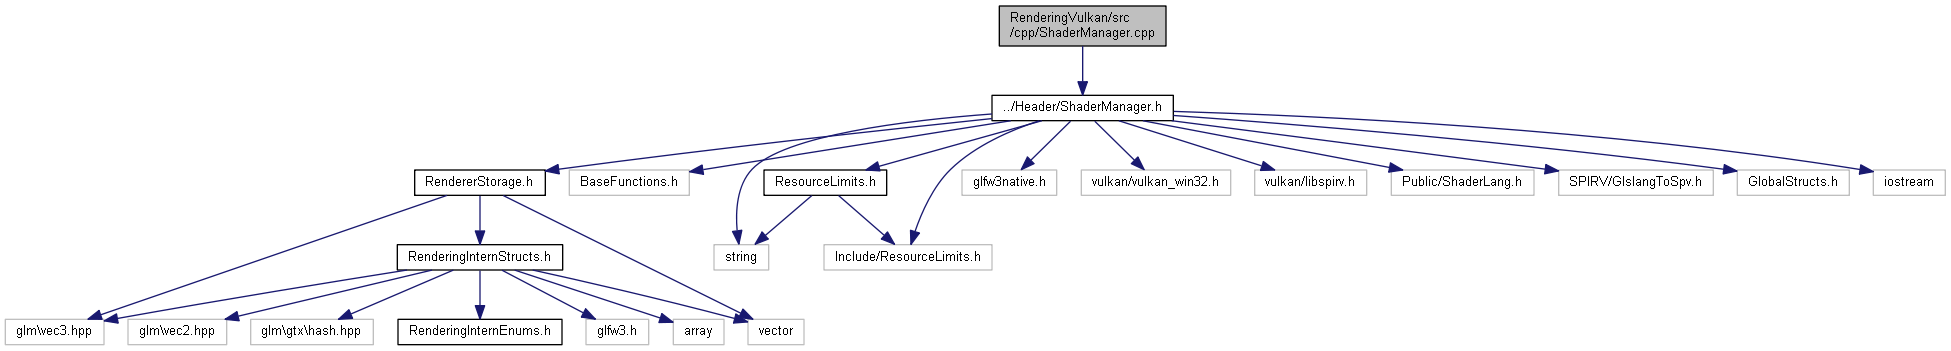 RenderingVulkan/src
/cpp/ShaderManager.cpp
../Header/ShaderManager.h
RendererStorage.h
BaseFunctions.h
ResourceLimits.h
glfw3native.h
vulkan/vulkan_win32.h
vulkan/libspirv.h
Public/ShaderLang.h
SPIRV/GlslangToSpv.h
GlobalStructs.h
iostream
RenderingInternStructs.h
string
Include/ResourceLimits.h
glm\vec3.hpp
glm\vec2.hpp
glm\gtx\hash.hpp
RenderingInternEnums.h
glfw3.h
array
vector